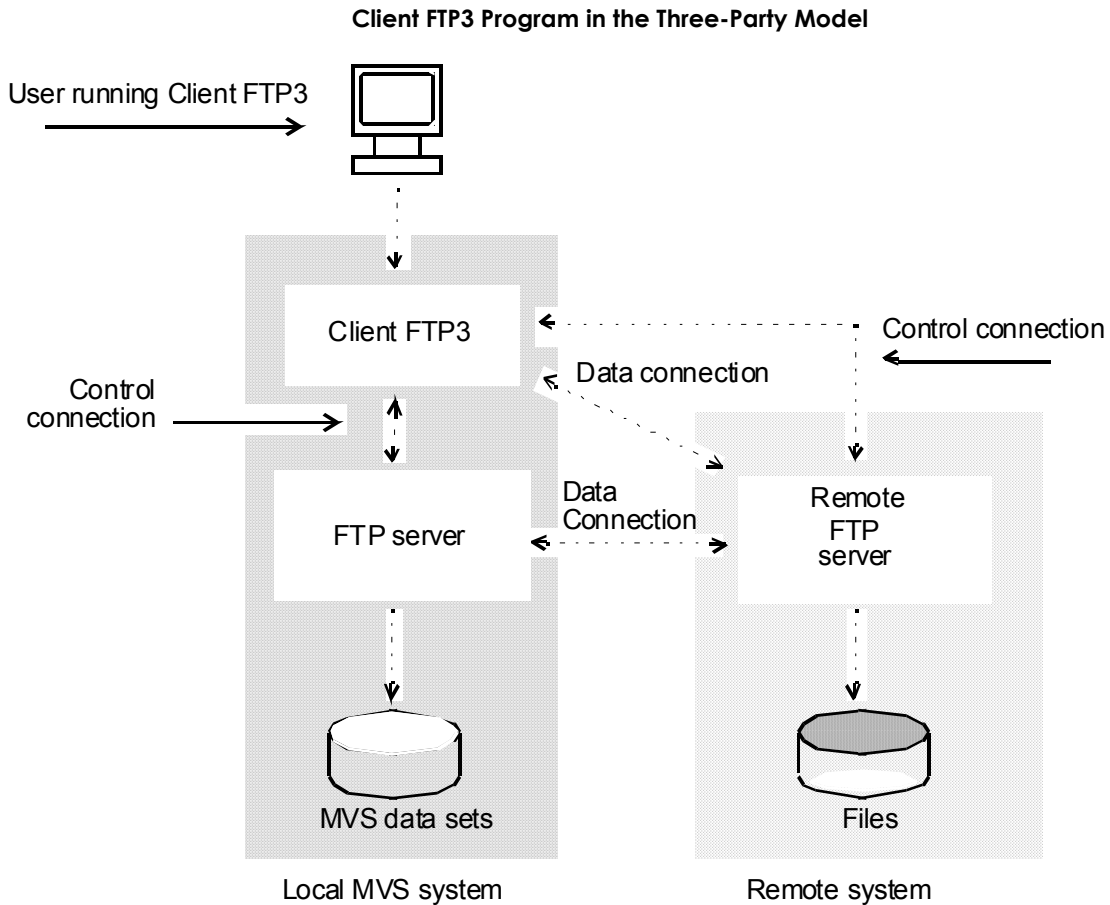 Client FTP3 Program in the Three-Party Model
User running Client FTP3
Client FTP3
Control connection
Data connection
Control
connection
Data
Connection
FTP server
Remote
FTP
server
MVS data sets
Files
Local MVS system
Remote system